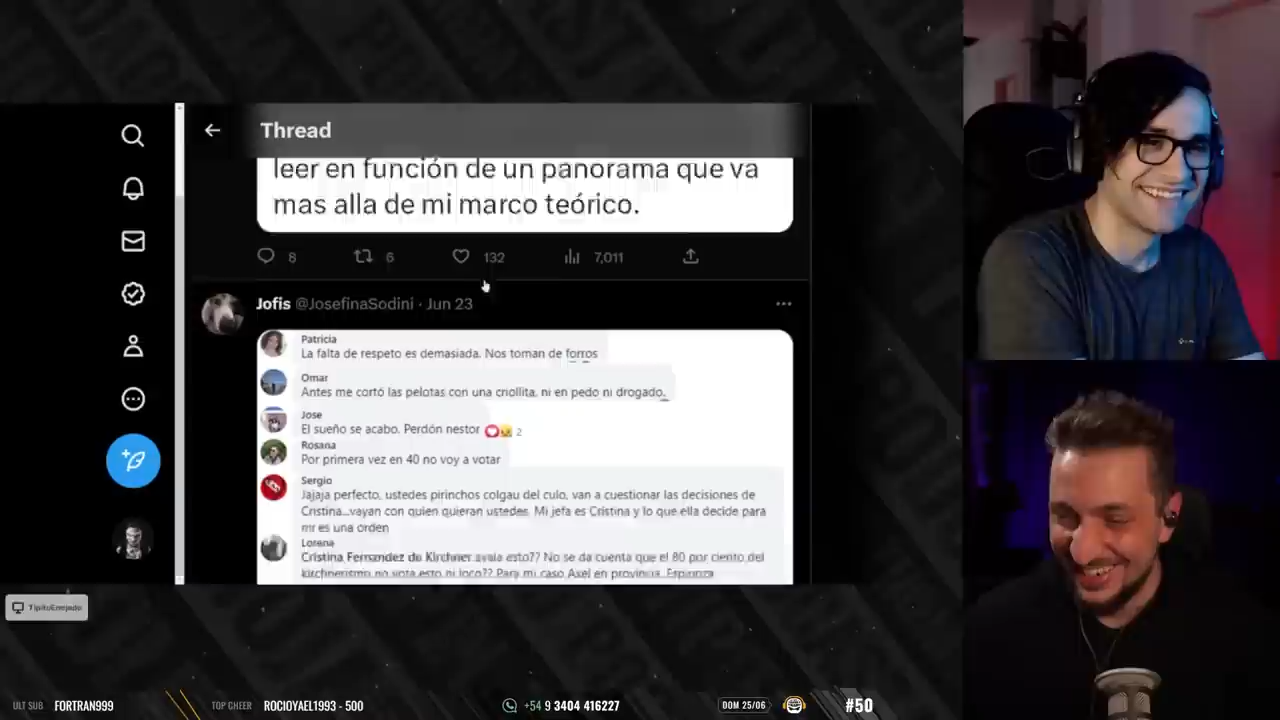 Thread
leer en función de un panorama que va
mas alla de mi marco teórico.
8 6 132 7,011
Jofis @JosefinaSodini · Jun 23
Patricia
La falta de respeto es demasiada. Nos toman de forros
Omar
Antes me cortó las pelotas con una criollita, ni en pedo ni drogado.
Jose
El sueño se acabo. Perdón nestor 2
Rosana
Por primera vez en 40 no voy a votar
Sergio
Jajaja perfecto, ustedes pirinchos colgau del culo, van a cuestionar las decisiones de
Cristina...vayan con quien quieran ustedes. Mi jefa es Cristina y lo que ella decide para
mr es una orden
Lorena
Cristina Fernandez de Kirchner avala esto?? No se da cuenta que el 80 por ciento del
kirchnerismo no vota esto ni loco?? Para mi caso Axel en provincia.
TipitoEnojado
ULT SUB FORTRAN999 TOP CHEER ROCIOYAEL1993 - 500 +54 9 3404 416227 DOM 25/06 #50